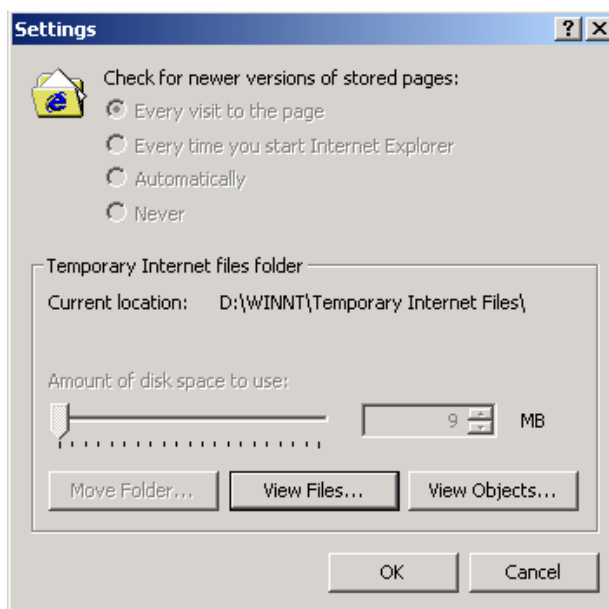 Settings
Check for newer versions of stored pages:
Every visit to the page
Every time you start Internet Explorer
Automatically
Never
Temporary Internet files folder
Current location: D:\WINNT\Temporary Internet Files\
Amount of disk space to use:
9 MB
Move Folder... View Files... View Objects...
OK Cancel